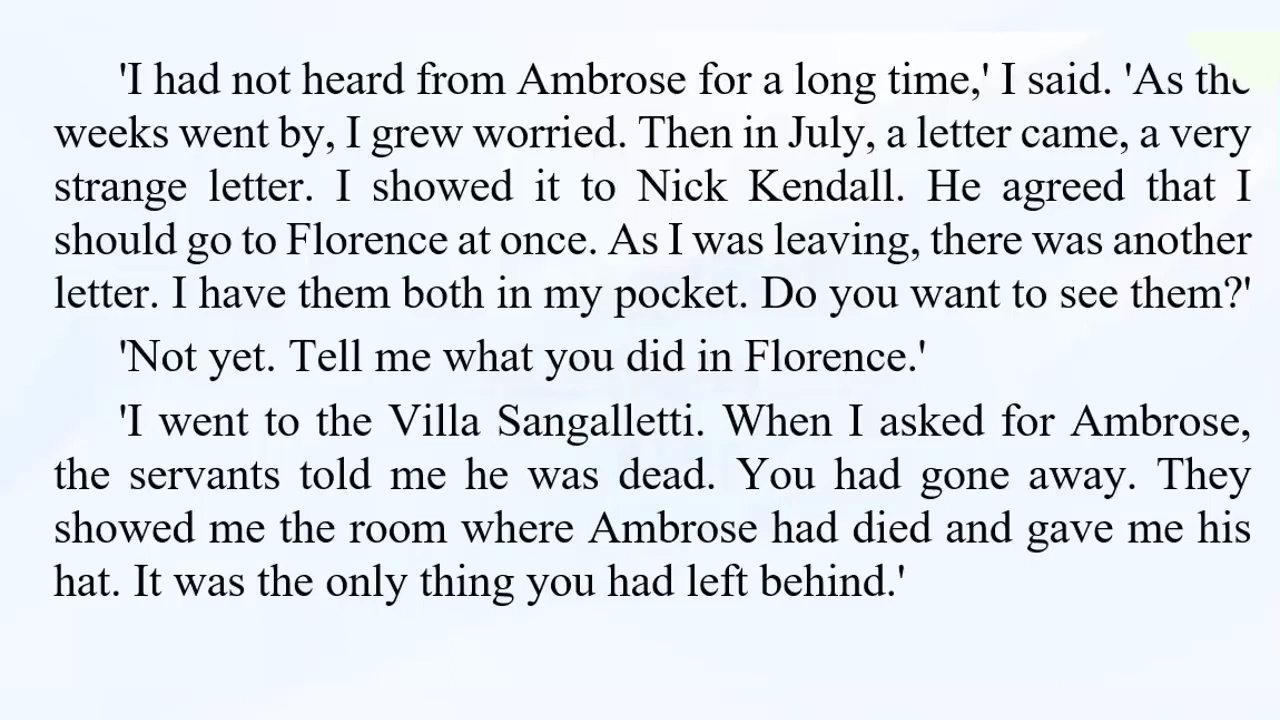 'I had not heard from Ambrose for a long time,' I said. 'As the
weeks went by, I grew worried. Then in July, a letter came, a very
strange letter. I showed it to Nick Kendall. He agreed that I
should go to Florence at once. As I was leaving, there was another
letter. I have them both in my pocket. Do you want to see them?'
'Not yet. Tell me what you did in Florence.'
'I went to the Villa Sangalletti. When I asked for Ambrose,
the servants told me he was dead. You had gone away. They
showed me the room where Ambrose had died and gave me his
hat. It was the only thing you had left behind.'